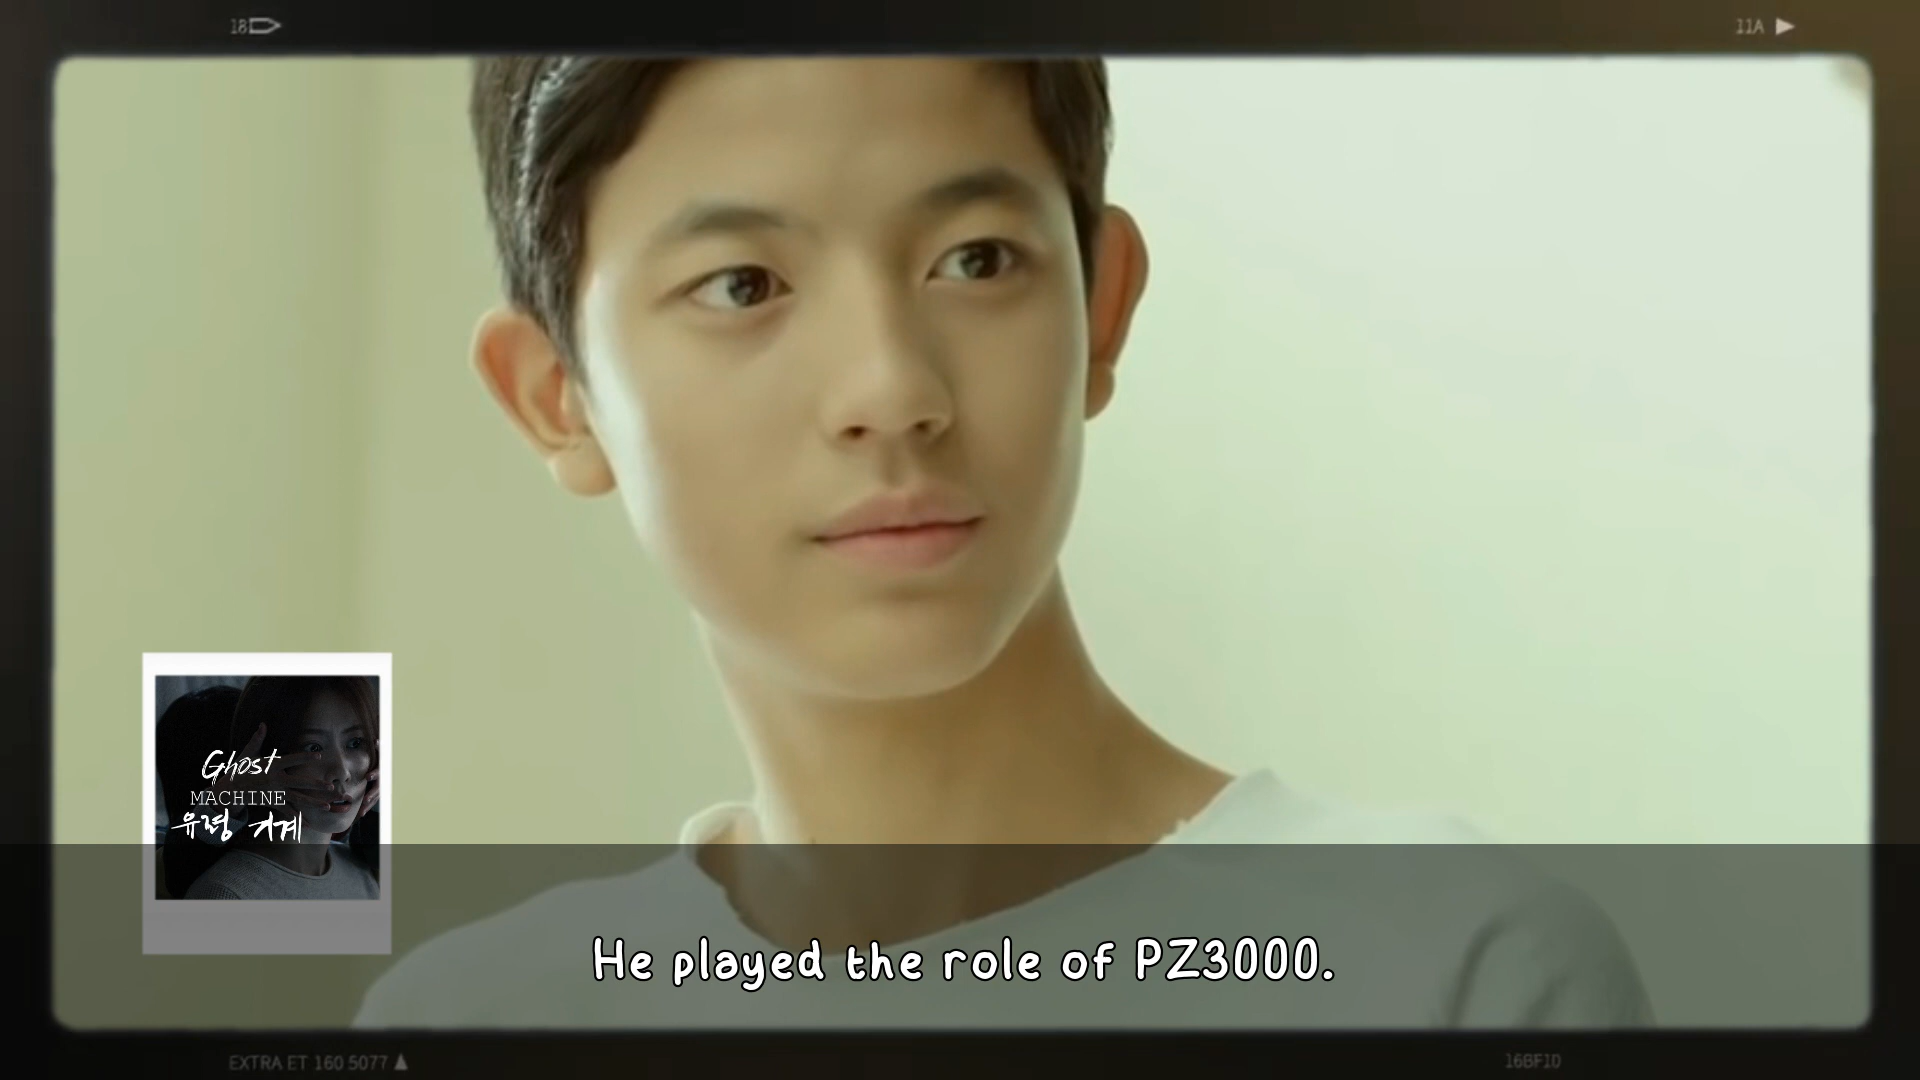 18
11A
Ghost
MACHINE
유령 기계
He played the role of PZ3000.
EXTRA ET 160 5077
16BF10